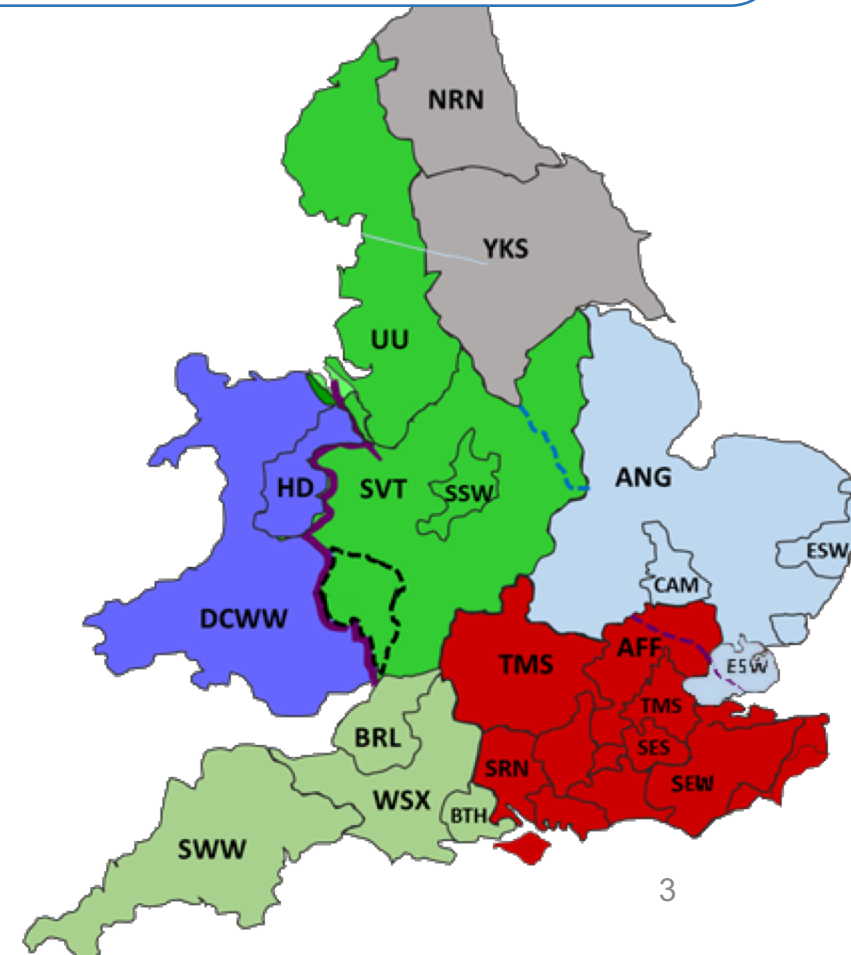 NRN
YKS
UU
HD
SVT
SSW
ANG
ESW
CAM
DCWW
AFF
ESW
TMS
TMS
BRL
SES
SRN
SEW
WSX
BTH
SWW
3